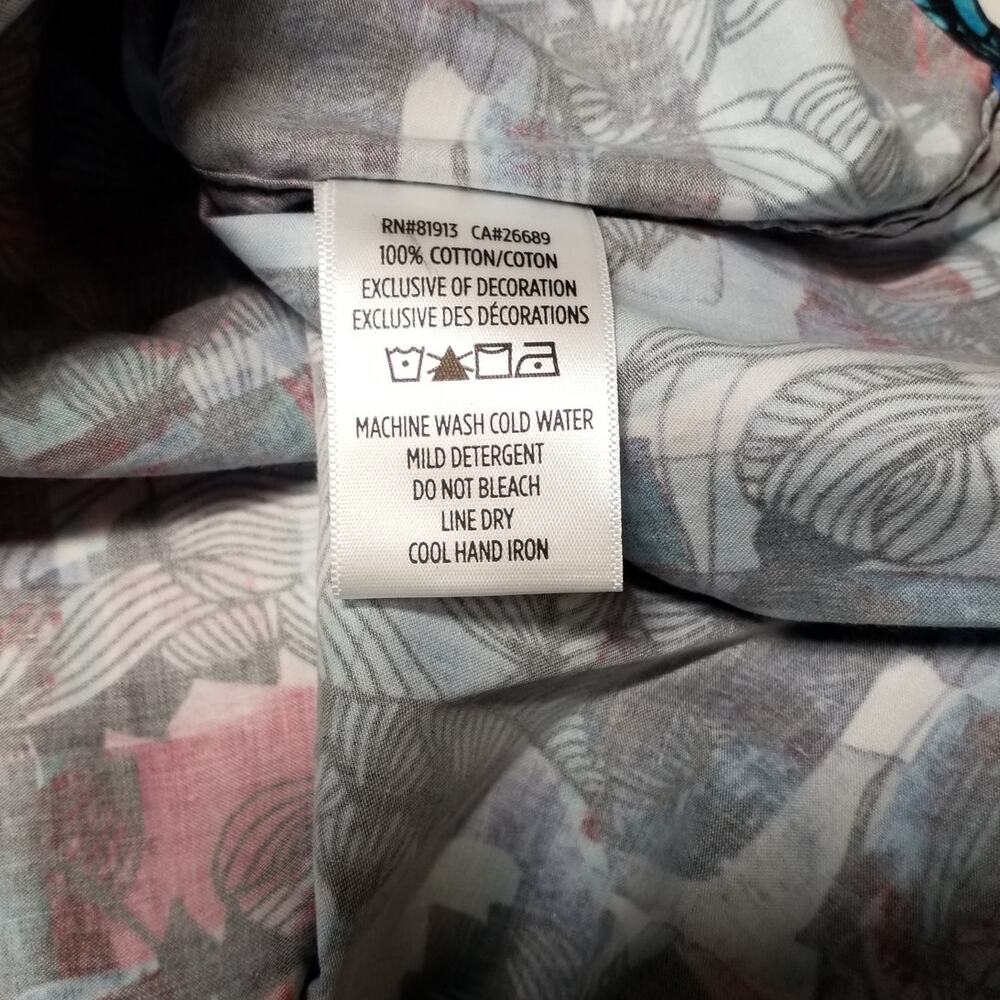 RN#81913 CA#26689
100% COTTON/COTON
EXCLUSIVE OF DECORATION
EXCLUSIVE DES DÉCORATIONS
MACHINE WASH COLD WATER
MILD DETERGENT
DO NOT BLEACH
LINE DRY
COOL HAND IRON